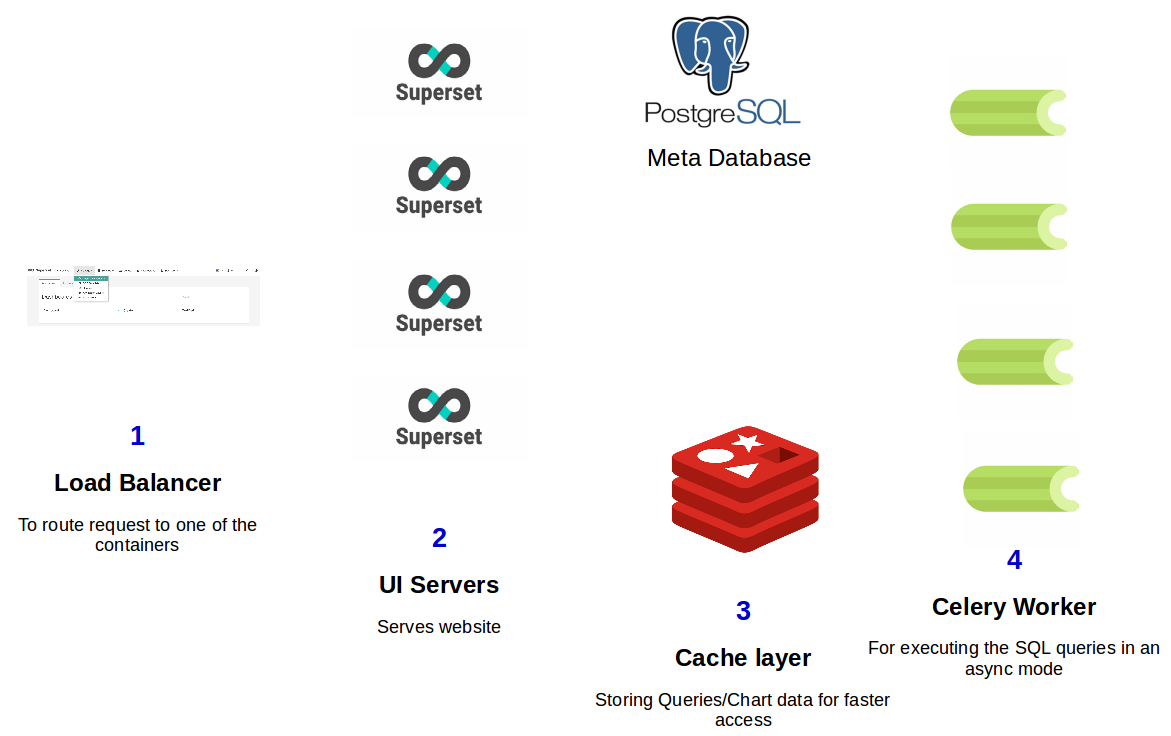 1
Load Balancer
To route request to one of the
containers
Superset
Superset
Superset
Superset
2
UI Servers
Serves website
PostgreSQL
Meta Database
3
Cache layer
Storing Queries/Chart data for faster
access
4
Celery Worker
For executing the SQL queries in an
async mode